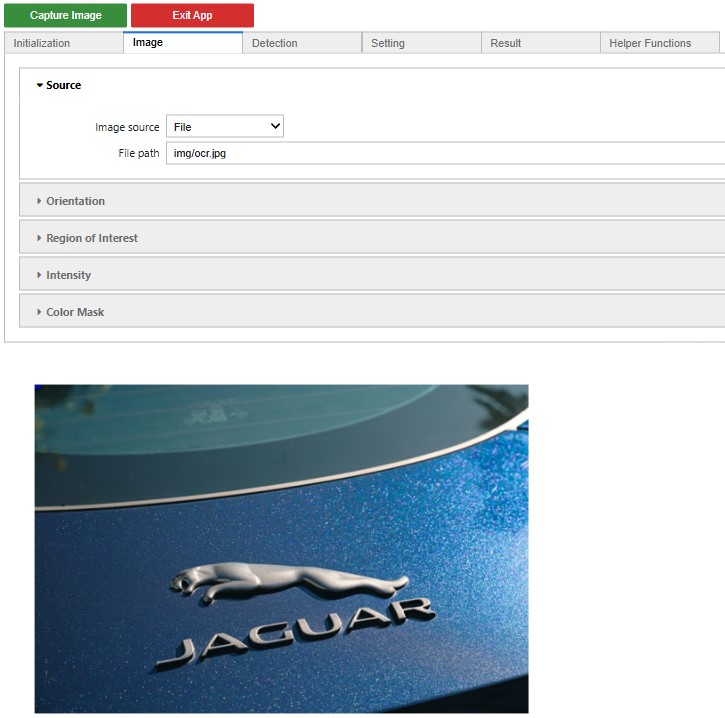 Capture Image Exit App
Initialization Image Detection Setting Result Helper Functions
Source
Image source File
File path img/ocr.jpg
Orientation
Region of Interest
Intensity
Color Mask
JAGUAR